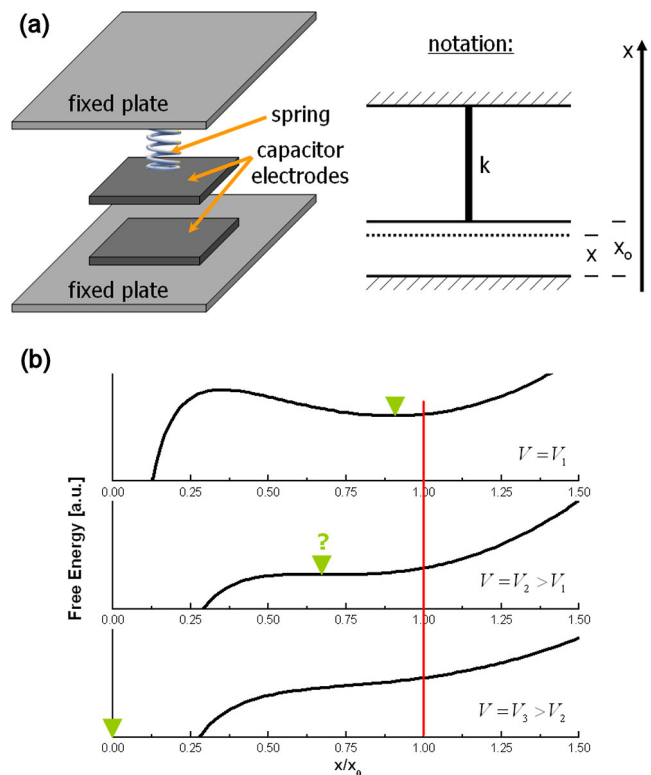 (a)
fixed plate
spring
capacitor
electrodes
fixed plate
notation:
x
k
x
x₀
(b)
Free Energy [a.u.]
V = V₁
0.00 0.25 0.50 0.75 1.00 1.25 1.50
?
V = V₂ > V₁
0.00 0.25 0.50 0.75 1.00 1.25 1.50
V = V₃ > V₂
0.00 0.25 0.50 0.75 1.00 1.25 1.50
x/x₀